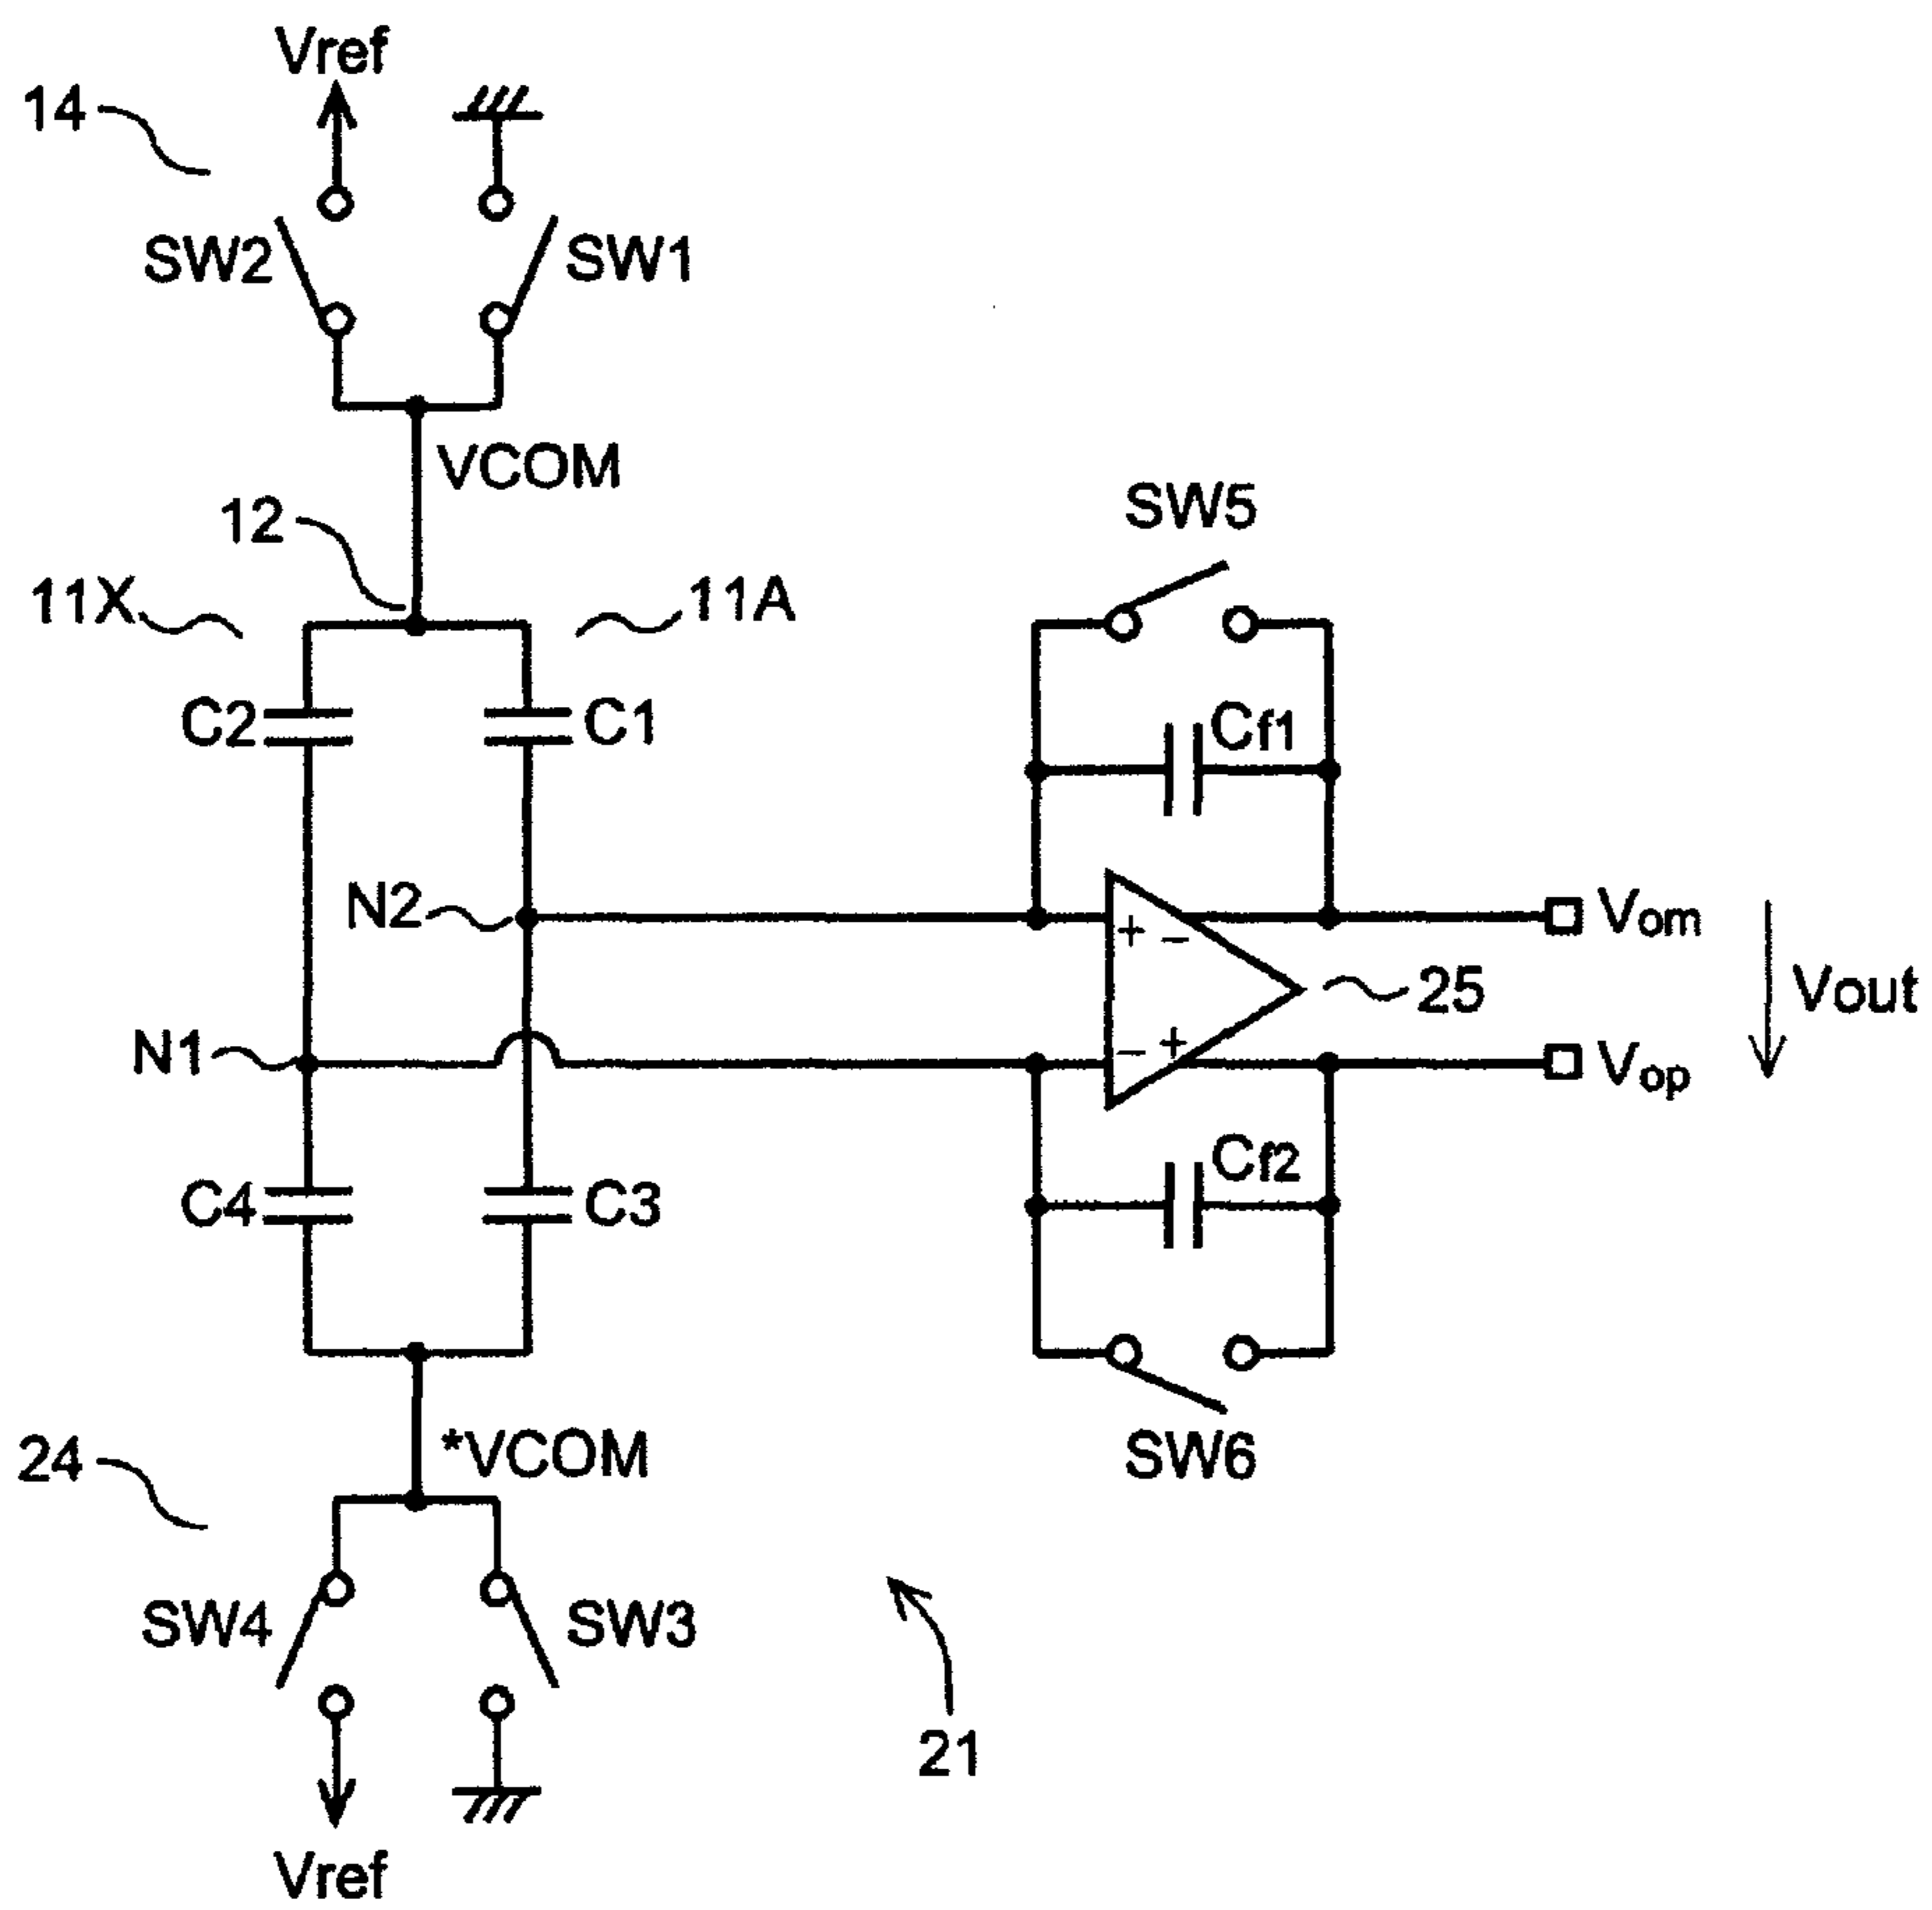 Vref
14
SW2
SW1
VCOM
12
SW5
11X
11A
C2
C1
Cf1
N2
+ −
Vom
25
Vout
N1
− +
Vop
Cf2
C4
C3
*VCOM
24
SW6
SW4
SW3
21
Vref